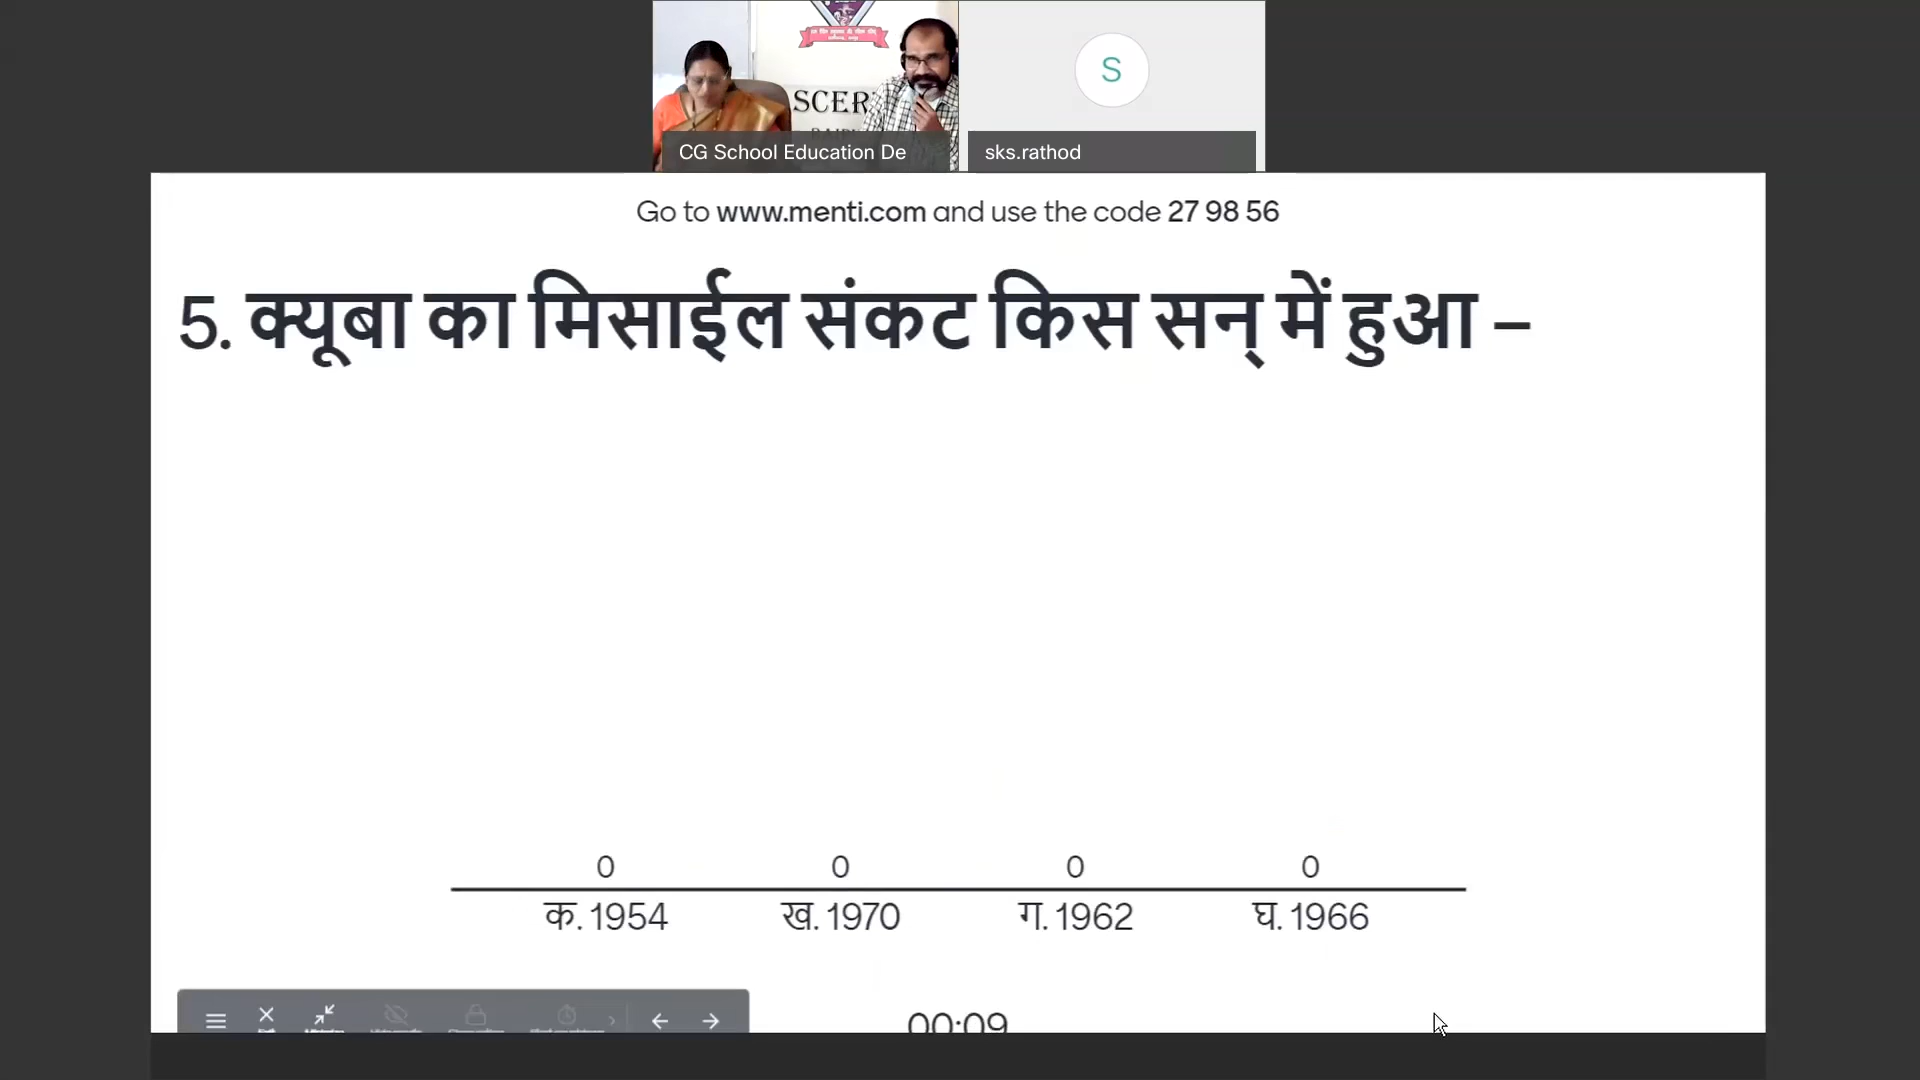 SCER
CG School Education De
S
sks.rathod
Go to www.menti.com and use the code 27 98 56
5. क्यूबा का मिसाईल संकट किस सन् में हुआ –
0 0 0 0
क. 1954 ख. 1970 ग. 1962 घ. 1966
00:09